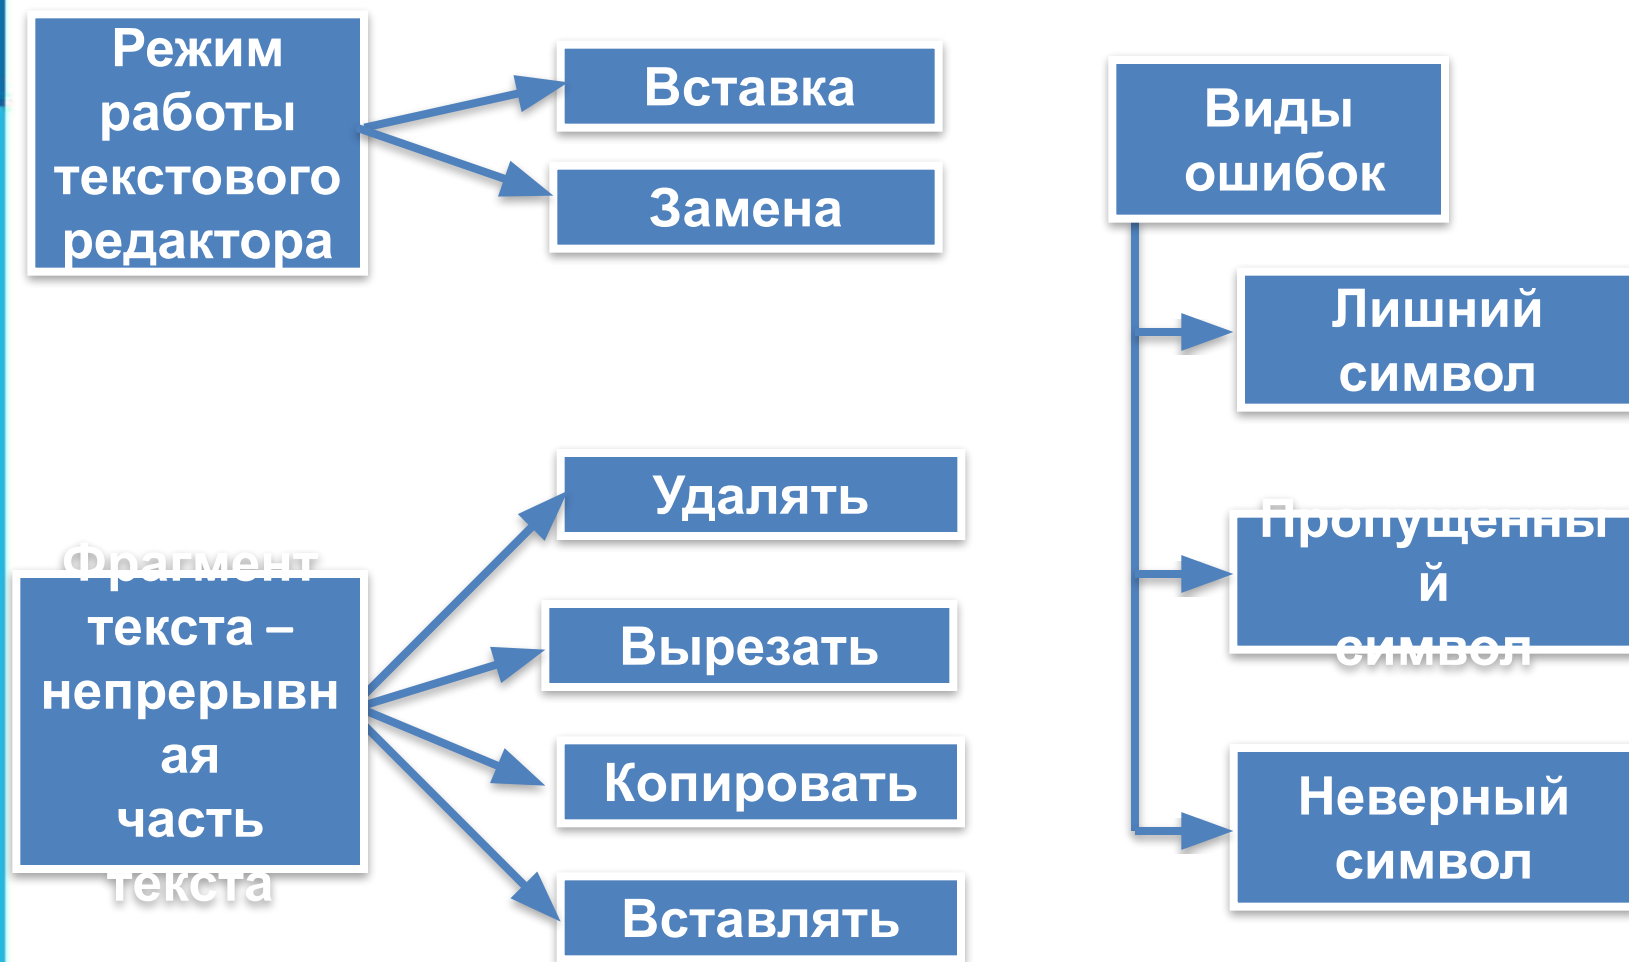 Режим
работы
текстового
редактора
Вставка
Замена
Фрагмент
текста –
непрерывн
ая
часть
текста
Удалять
Вырезать
Копировать
Вставлять
Виды
ошибок
Лишний
символ
Пропущенны
й
символ
Неверный
символ